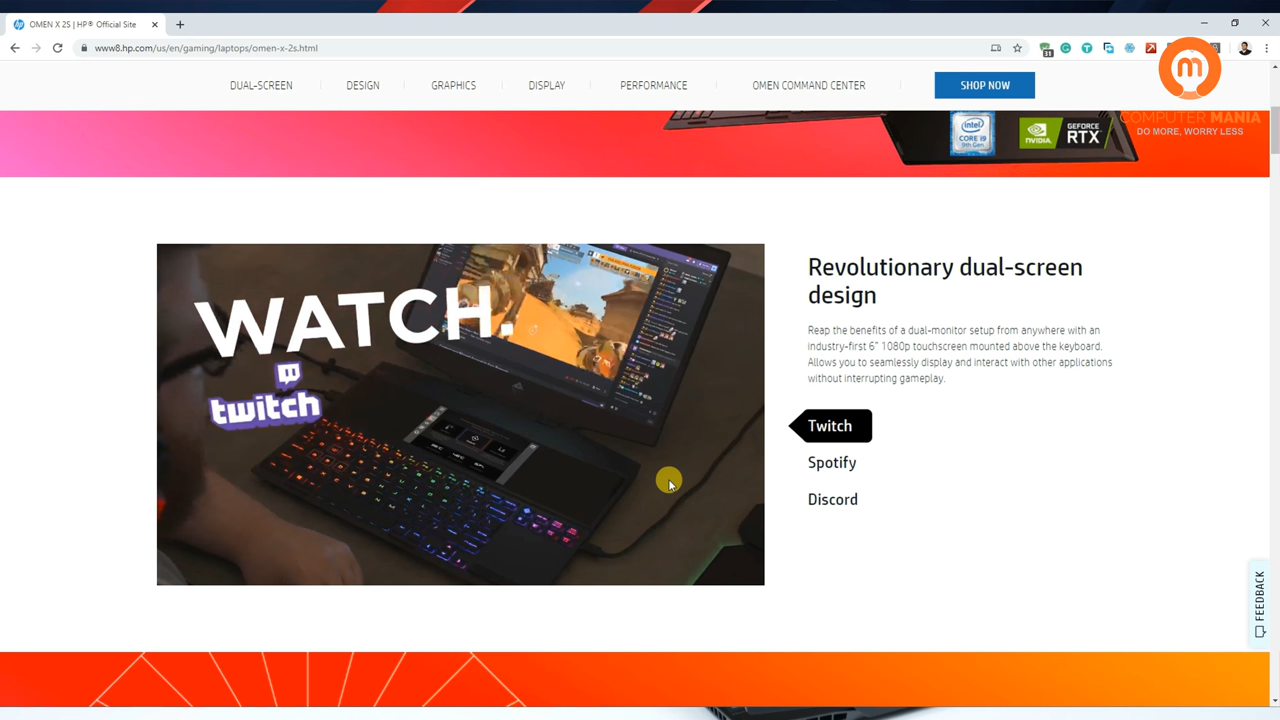 OMEN X 2S | HP® Official Site
www8.hp.com/us/en/gaming/laptops/omen-x-2s.html
31
DUAL-SCREEN
DESIGN
GRAPHICS
DISPLAY
PERFORMANCE
OMEN COMMAND CENTER
SHOP NOW
m
COMPUTER MANIA
DO MORE, WORRY LESS
intel
CORE i9
9th Gen
NVIDIA
GEFORCE
RTX
WATCH.
twitch
Revolutionary dual-screen
design
Reap the benefits of a dual-monitor setup from anywhere with an
industry-first 6" 1080p touchscreen mounted above the keyboard.
Allows you to seamlessly display and interact with other applications
without interrupting gameplay.
Twitch
Spotify
Discord
FEEDBACK